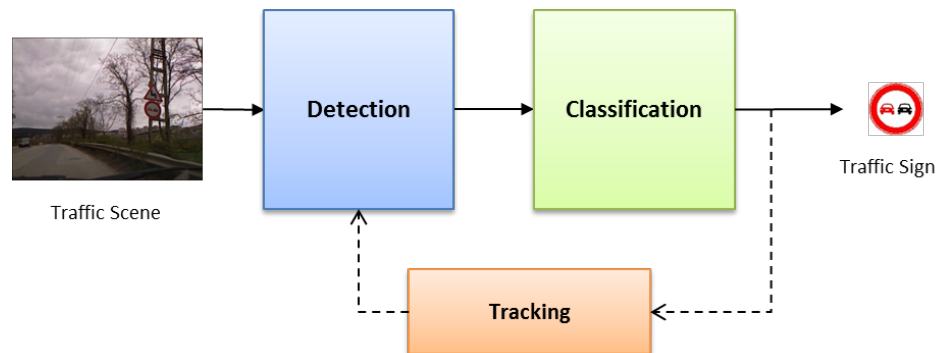 Detection
Classification
Traffic Scene
Traffic Sign
Tracking